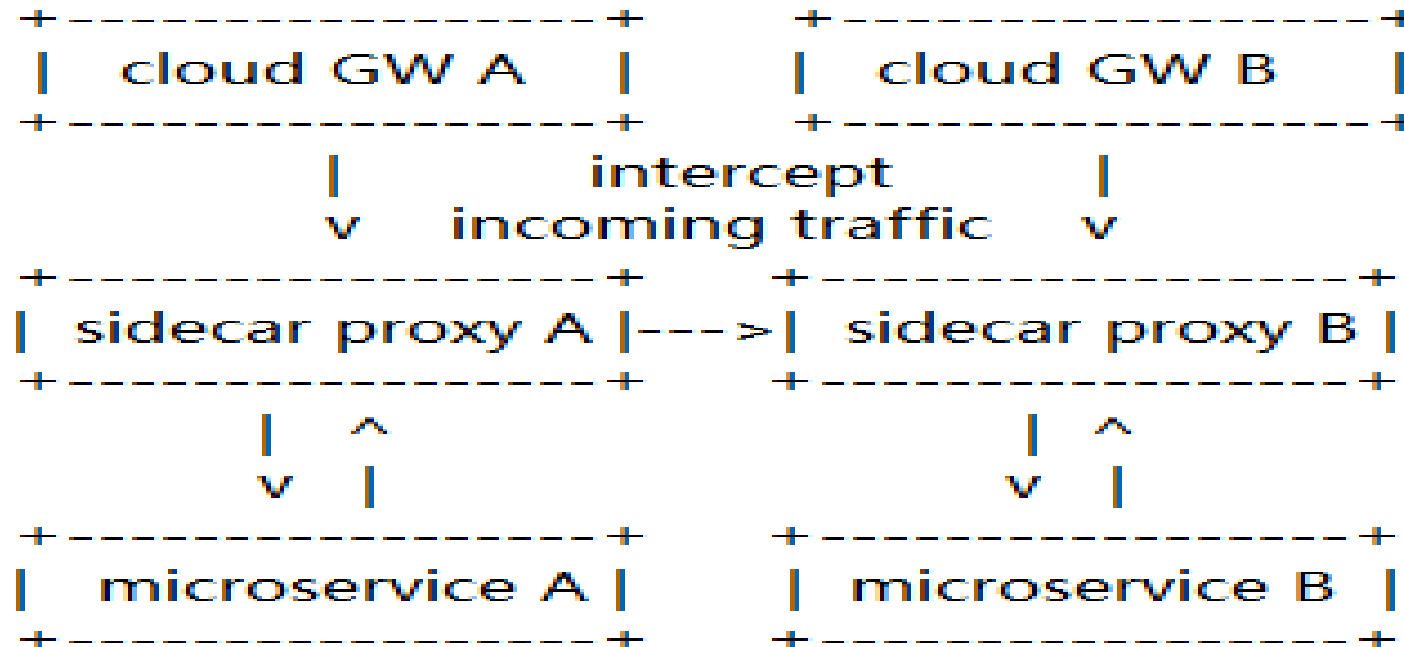 +-----------------+ +-----------------+
| cloud GW A | | cloud GW B |
+-----------------+ +-----------------+
| intercept |
v incoming traffic v
+-----------------+ +-----------------+
| sidecar proxy A |--->| sidecar proxy B |
+-----------------+ +-----------------+
| ^ | ^
v | v |
+-----------------+ +-----------------+
| microservice A | | microservice B |
+-----------------+ +-----------------+